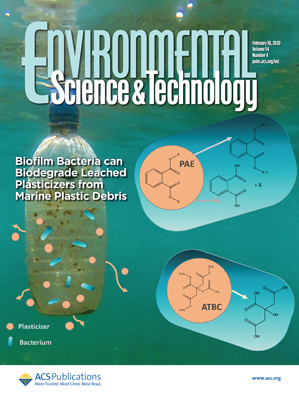 ENVIRONMENTAL
Science & Technology
February 18, 2020
Volume 54
Number 4
pubs.acs.org/est
Biofilm Bacteria can
Biodegrade Leached
Plasticizers from
Marine Plastic Debris
PAE
+ R
ATBC
Plasticizer
Bacterium
ACS Publications
Most Trusted. Most Cited. Most Read.
www.acs.org